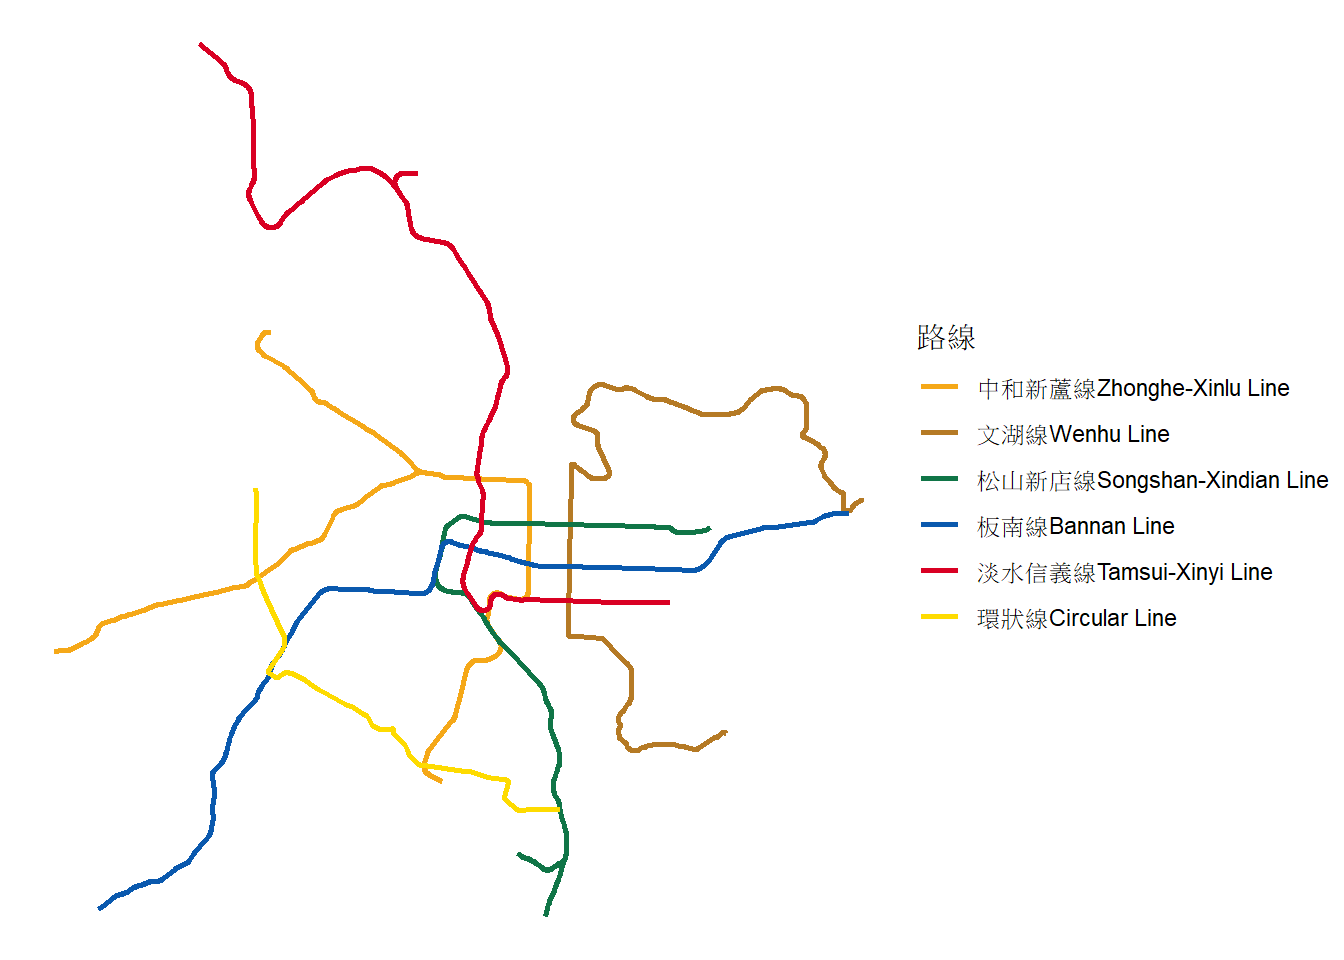 路線
中和新蘆線Zhonghe-Xinlu Line
文湖線Wenhu Line
松山新店線Songshan-Xindian Line
板南線Bannan Line
淡水信義線Tamsui-Xinyi Line
環狀線Circular Line